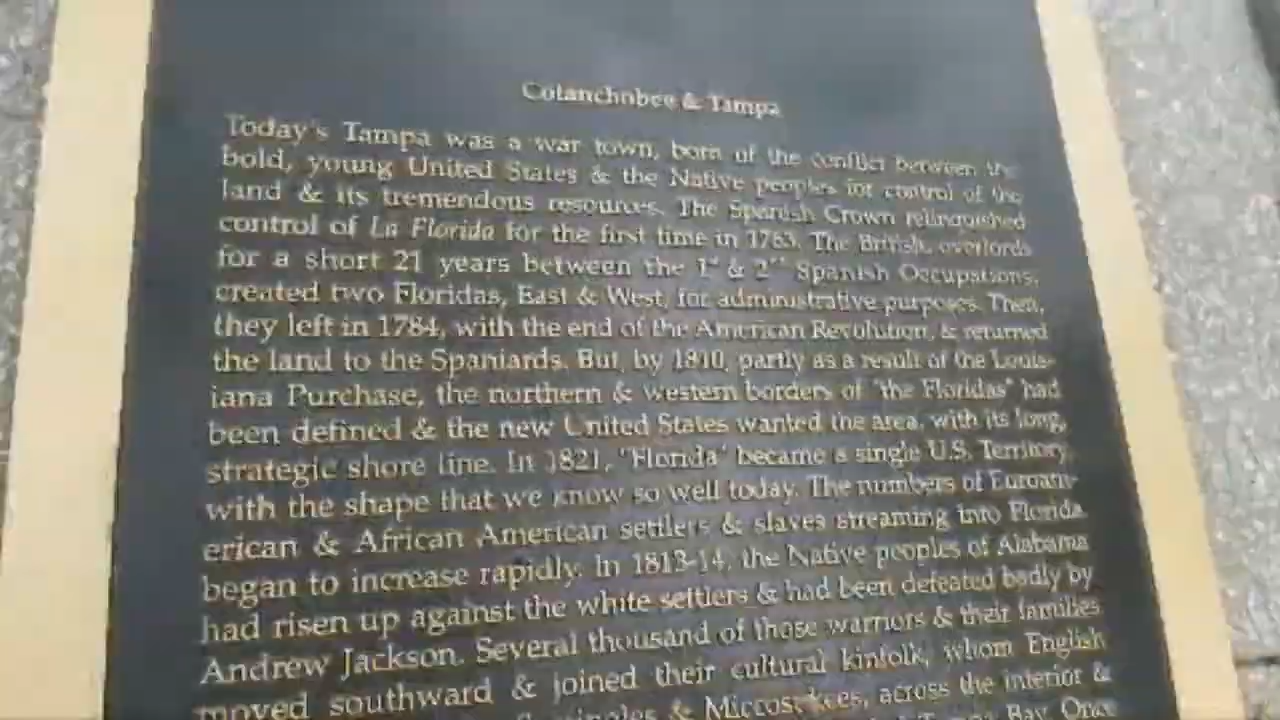 Cotanchobee & Tampa
Today's Tampa was a war town, born of the conflict between the
bold, young United States & the Native peoples for control of the
land & its tremendous resources. The Spanish Crown relinquished
control of La Florida for the first time in 1763. The British, overlords
for a short 21 years between the 1st & 2nd Spanish Occupations,
created two Floridas, East & West, for administrative purposes. Then,
they left in 1784, with the end of the American Revolution, & returned
the land to the Spaniards. But, by 1810, partly as a result of the Louis-
iana Purchase, the northern & western borders of "the Floridas" had
been defined & the new United States wanted the area, with its long,
strategic shore line. In 1821, "Florida" became a single U.S. Territory,
with the shape that we know so well today. The numbers of Euroam-
erican & African American settlers & slaves streaming into Florida
began to increase rapidly. In 1813-14, the Native peoples of Alabama
had risen up against the white settlers & had been defeated badly by
Andrew Jackson. Several thousand of those warriors & their families
moved southward & joined their cultural kinfolk, whom English
& Miccosukees, across the interior &
Tampa Bay. Once